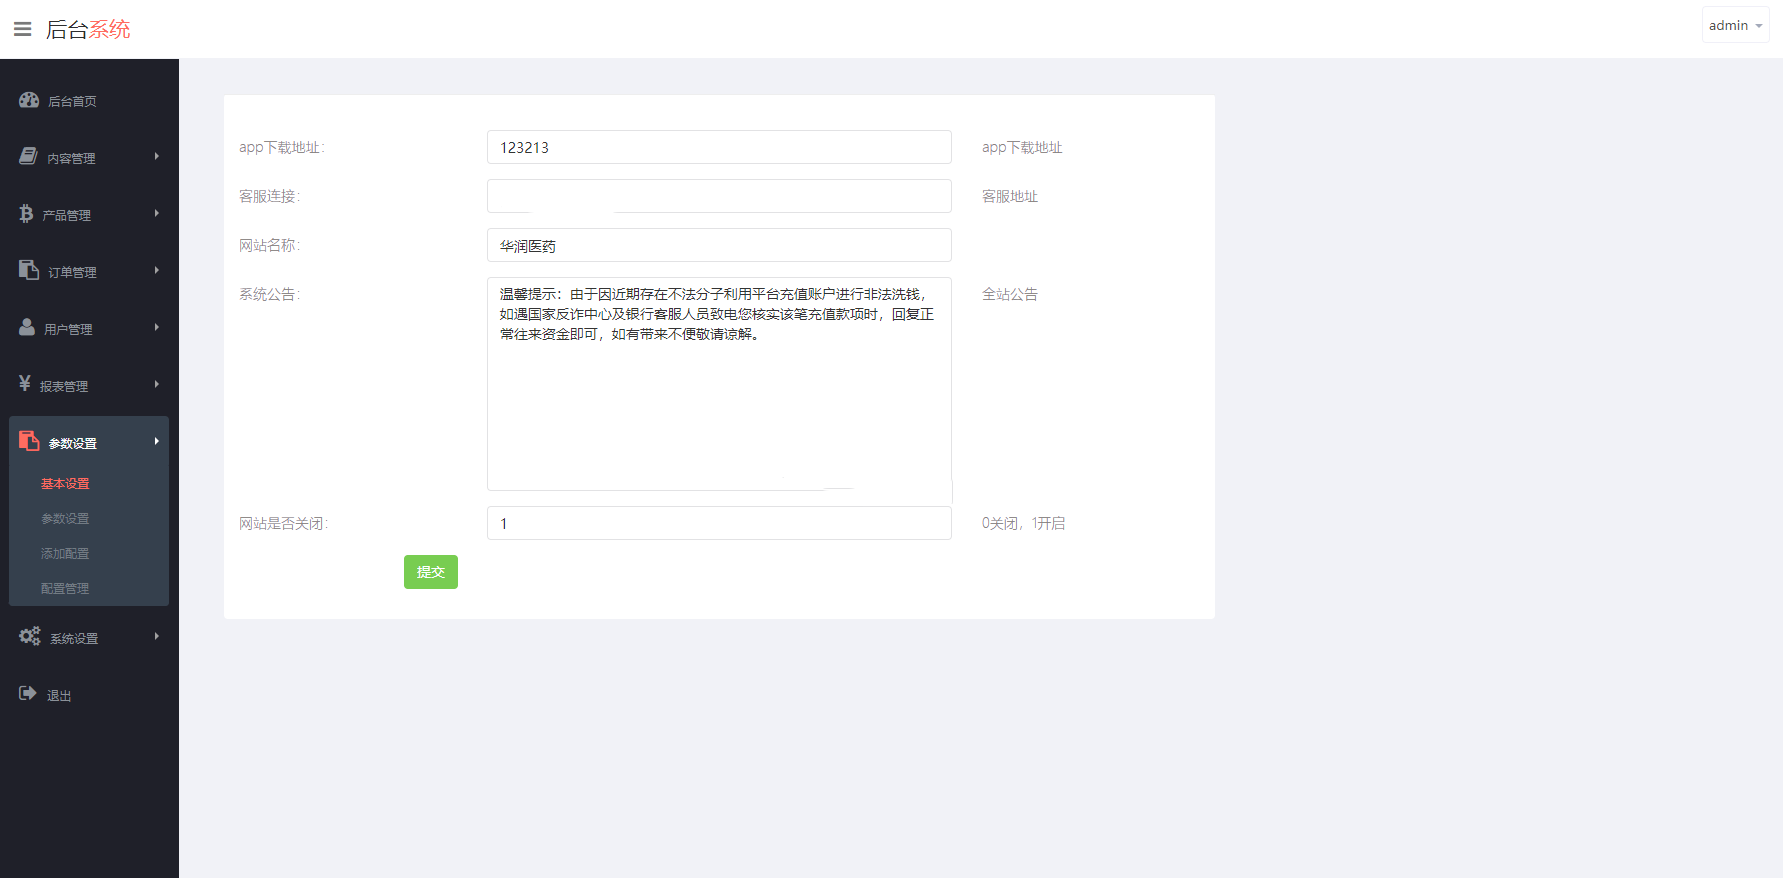 后台系统
admin
后台首页
内容管理
产品管理
订单管理
用户管理
报表管理
参数设置
基本设置
参数设置
添加配置
配置管理
系统设置
退出
app下载地址：
123213
app下载地址
客服连接：
客服地址
网站名称：
华润医药
系统公告：
温馨提示：由于因近期存在不法分子利用平台充值账户进行非法洗钱，
如遇国家反诈中心及银行客服人员致电您核实该笔充值款项时，回复正
常往来资金即可，如有带来不便敬请谅解。
全站公告
网站是否关闭：
1
0关闭，1开启
提交